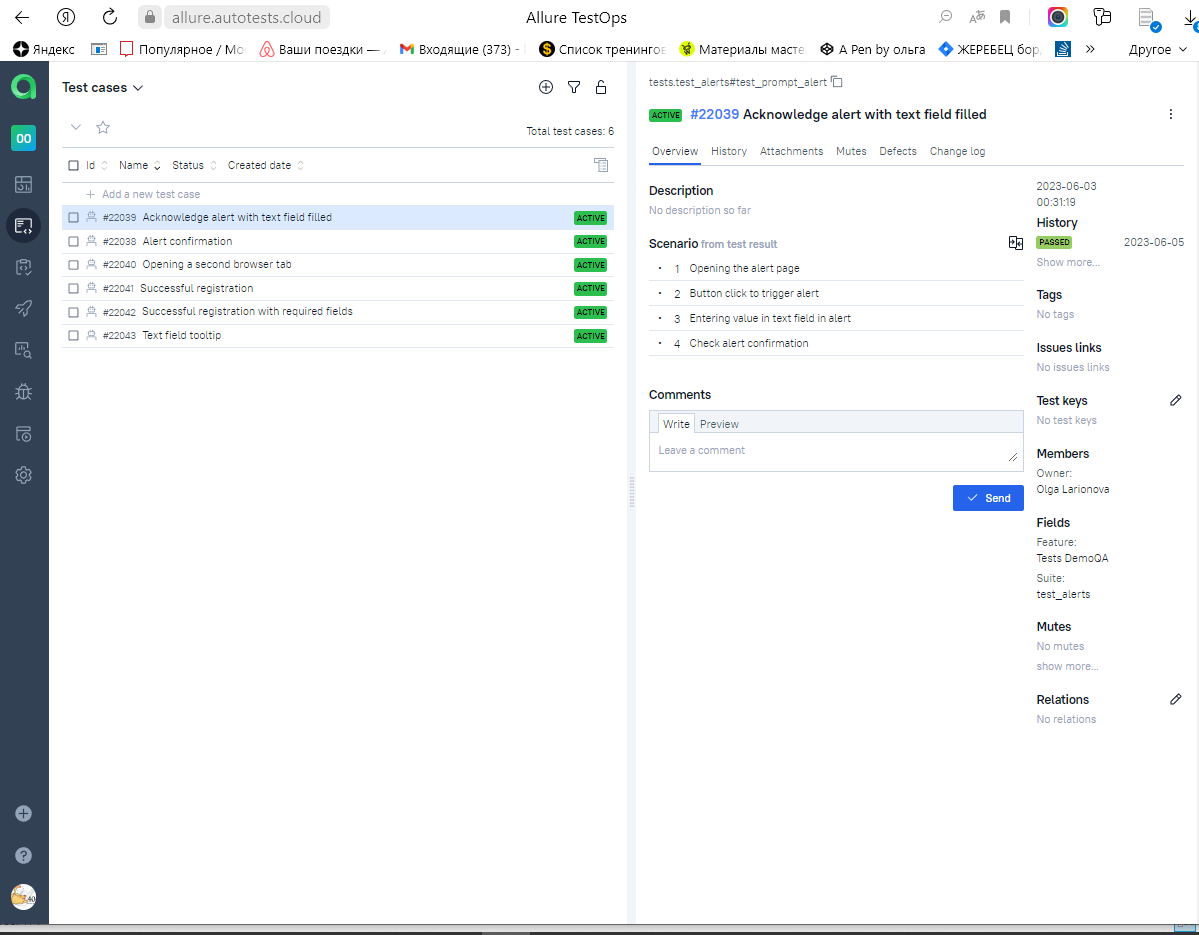 allure.autotests.cloud
Allure TestOps
Яндекс
Популярное / Мо
Ваши поездки —
Входящие (373) -
Список тренингов
Материалы масте
A Pen by ольга
ЖЕРЕБЕЦ бор
»
Другое
Test cases
Total test cases: 6
Id Name Status Created date
Add a new test case
#22039 Acknowledge alert with text field filled ACTIVE
#22038 Alert confirmation ACTIVE
#22040 Opening a second browser tab ACTIVE
#22041 Successful registration ACTIVE
#22042 Successful registration with required fields ACTIVE
#22043 Text field tooltip ACTIVE
OO
tests.test_alerts#test_prompt_alert
ACTIVE #22039 Acknowledge alert with text field filled
Overview History Attachments Mutes Defects Change log
Description
No description so far
Scenario from test result
1 Opening the alert page
2 Button click to trigger alert
3 Entering value in text field in alert
4 Check alert confirmation
Comments
Write Preview
Leave a comment
Send
2023-06-03
00:31:19
History
PASSED 2023-06-05
Show more...
Tags
No tags
Issues links
No issues links
Test keys
No test keys
Members
Owner:
Olga Larionova
Fields
Feature:
Tests DemoQA
Suite:
test_alerts
Mutes
No mutes
show more...
Relations
No relations